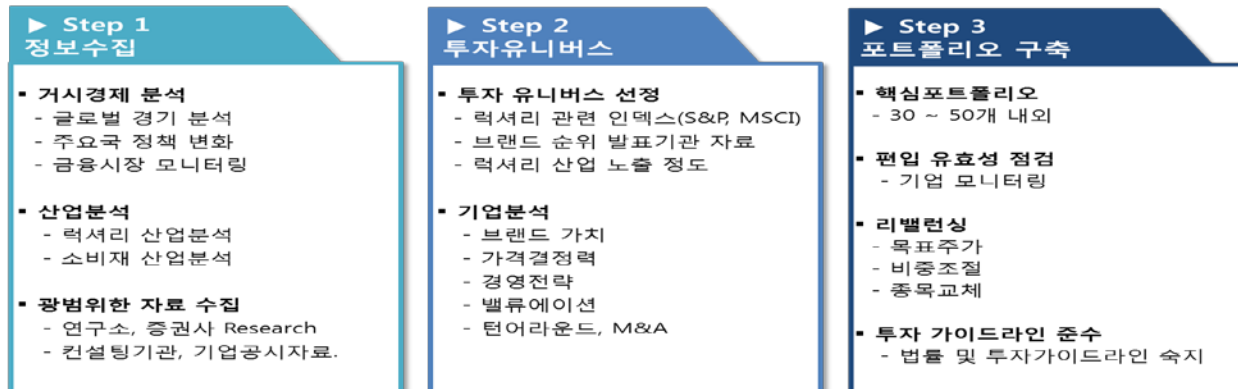 ▶ Step 1
정보수집
▪ 거시경제 분석
- 글로벌 경기 분석
- 주요국 정책 변화
- 금융시장 모니터링
▪ 산업분석
- 럭셔리 산업분석
- 소비재 산업분석
▪ 광범위한 자료 수집
- 연구소, 증권사 Research
- 컨설팅기관, 기업공시자료.
▶ Step 2
투자유니버스
▪ 투자 유니버스 선정
- 럭셔리 관련 인덱스(S&P, MSCI)
- 브랜드 순위 발표기관 자료
- 럭셔리 산업 노출 정도
▪ 기업분석
- 브랜드 가치
- 가격결정력
- 경영전략
- 밸류에이션
- 턴어라운드, M&A
▶ Step 3
포트폴리오 구축
▪ 핵심포트폴리오
- 30 ~ 50개 내외
▪ 편입 유효성 점검
- 기업 모니터링
▪ 리밸런싱
- 목표주가
- 비중조절
- 종목교체
▪ 투자 가이드라인 준수
- 법률 및 투자가이드라인 숙지